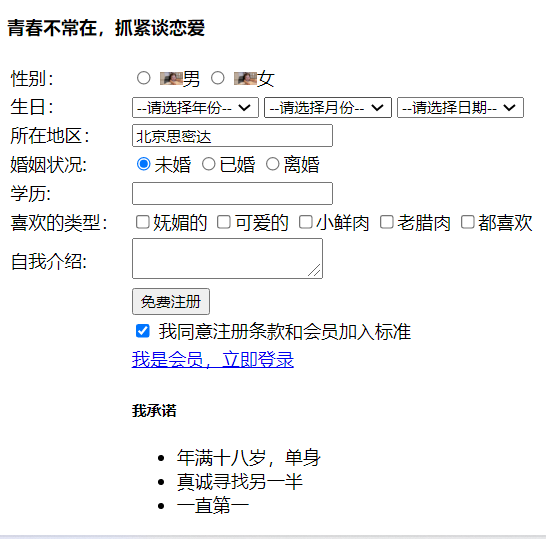 青春不常在，抓紧谈恋爱
性别： 男 女
生日： --请选择年份-- --请选择月份-- --请选择日期--
所在地区： 北京思密达
婚姻状况: 未婚 已婚 离婚
学历:
喜欢的类型： 妩媚的 可爱的 小鲜肉 老腊肉 都喜欢
自我介绍:
免费注册
我同意注册条款和会员加入标准
我是会员，立即登录
我承诺
年满十八岁，单身
真诚寻找另一半
一直第一